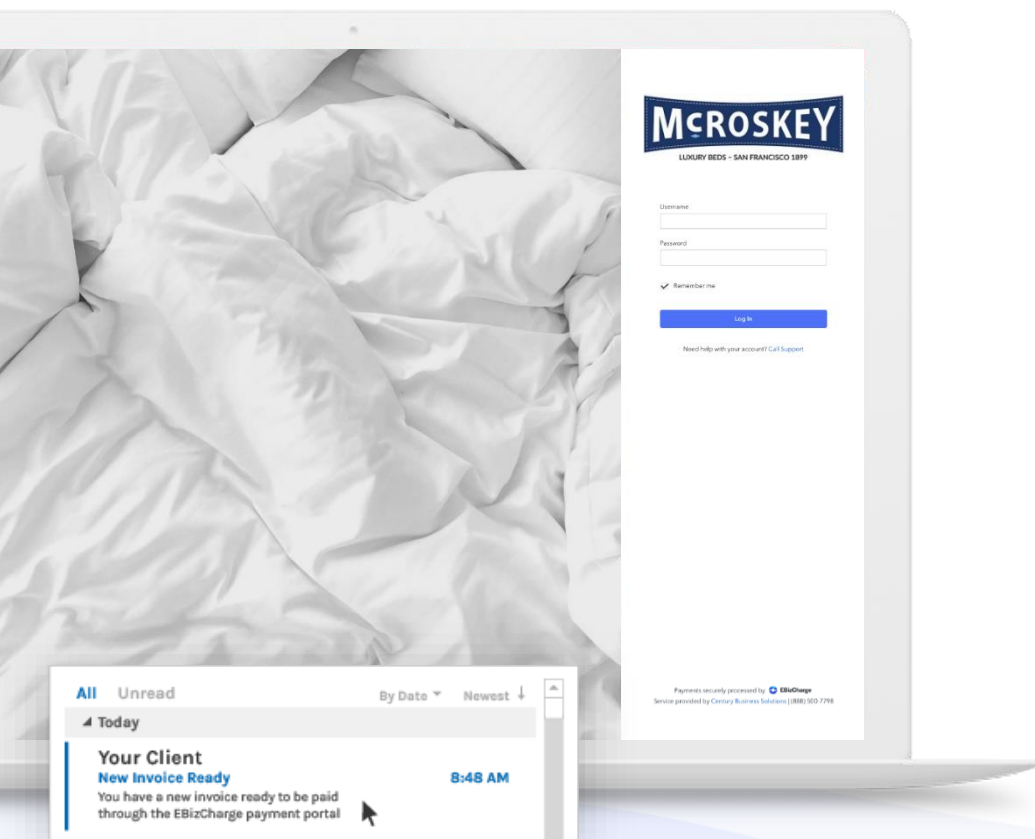 McROSKEY
LUXURY BEDS – SAN FRANCISCO 1899
Username
Password
Remember me
Log In
Need help with your account? Call Support
Payments securely processed by EBizCharge
Service provided by Century Business Solutions | (888) 500-7798
All Unread By Date Newest ↓
Today
Your Client
New Invoice Ready 8:48 AM
You have a new invoice ready to be paid
through the EBizCharge payment portal